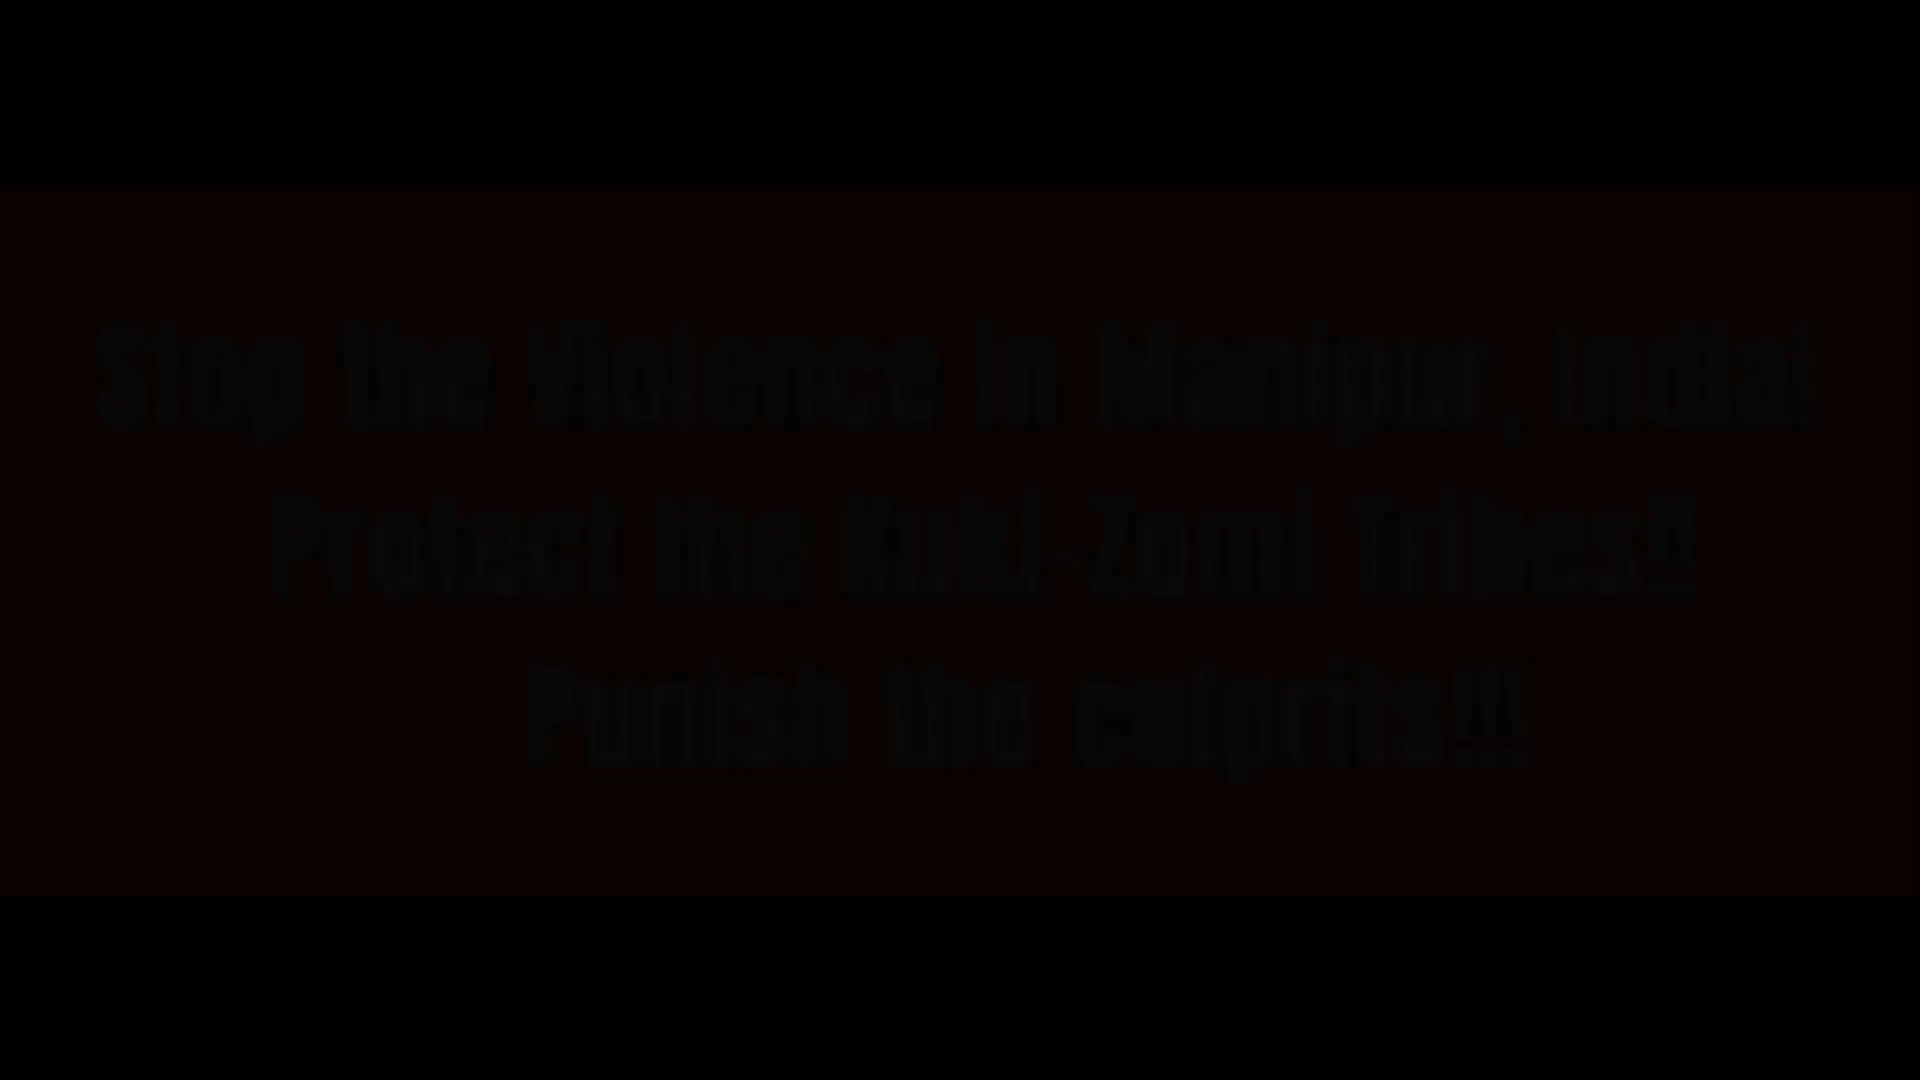 Stop the Violence in Manipur, India!
Protect the Kuki-Zomi Tribes!!
Punish the culprits!!!